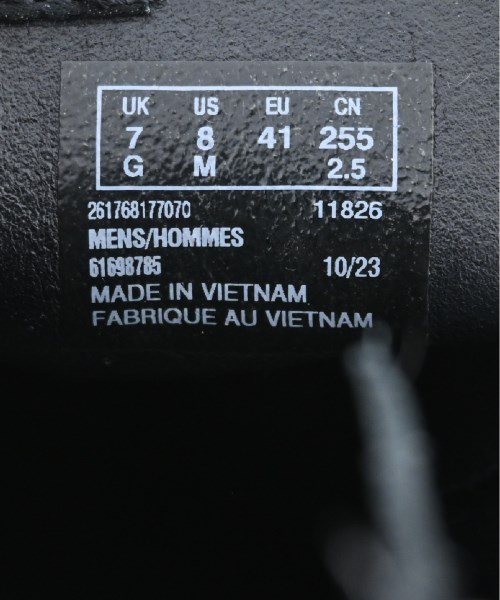 UK US EU CN
7 8 41 255
G M 2.5
261768177070 11826
MENS/HOMMES
61698785 10/23
MADE IN VIETNAM
FABRIQUE AU VIETNAM